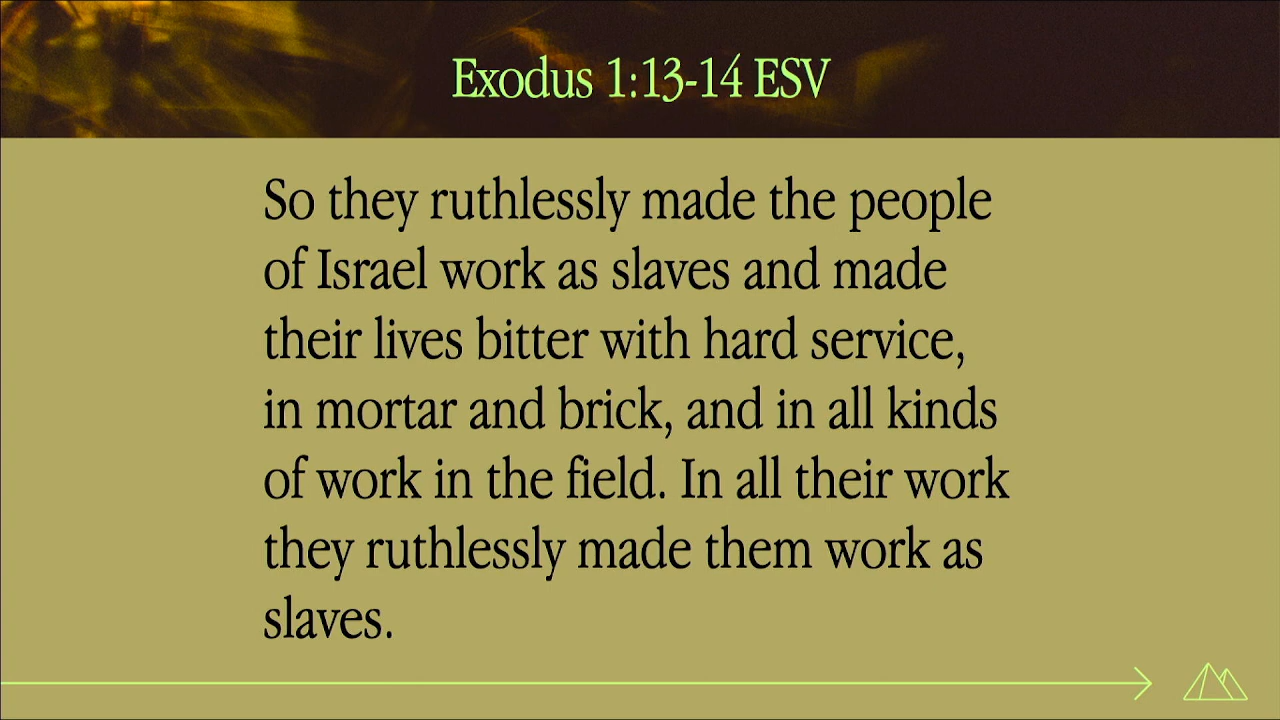 Exodus 1:13-14 ESV
So they ruthlessly made the people
of Israel work as slaves and made
their lives bitter with hard service,
in mortar and brick, and in all kinds
of work in the field. In all their work
they ruthlessly made them work as
slaves.